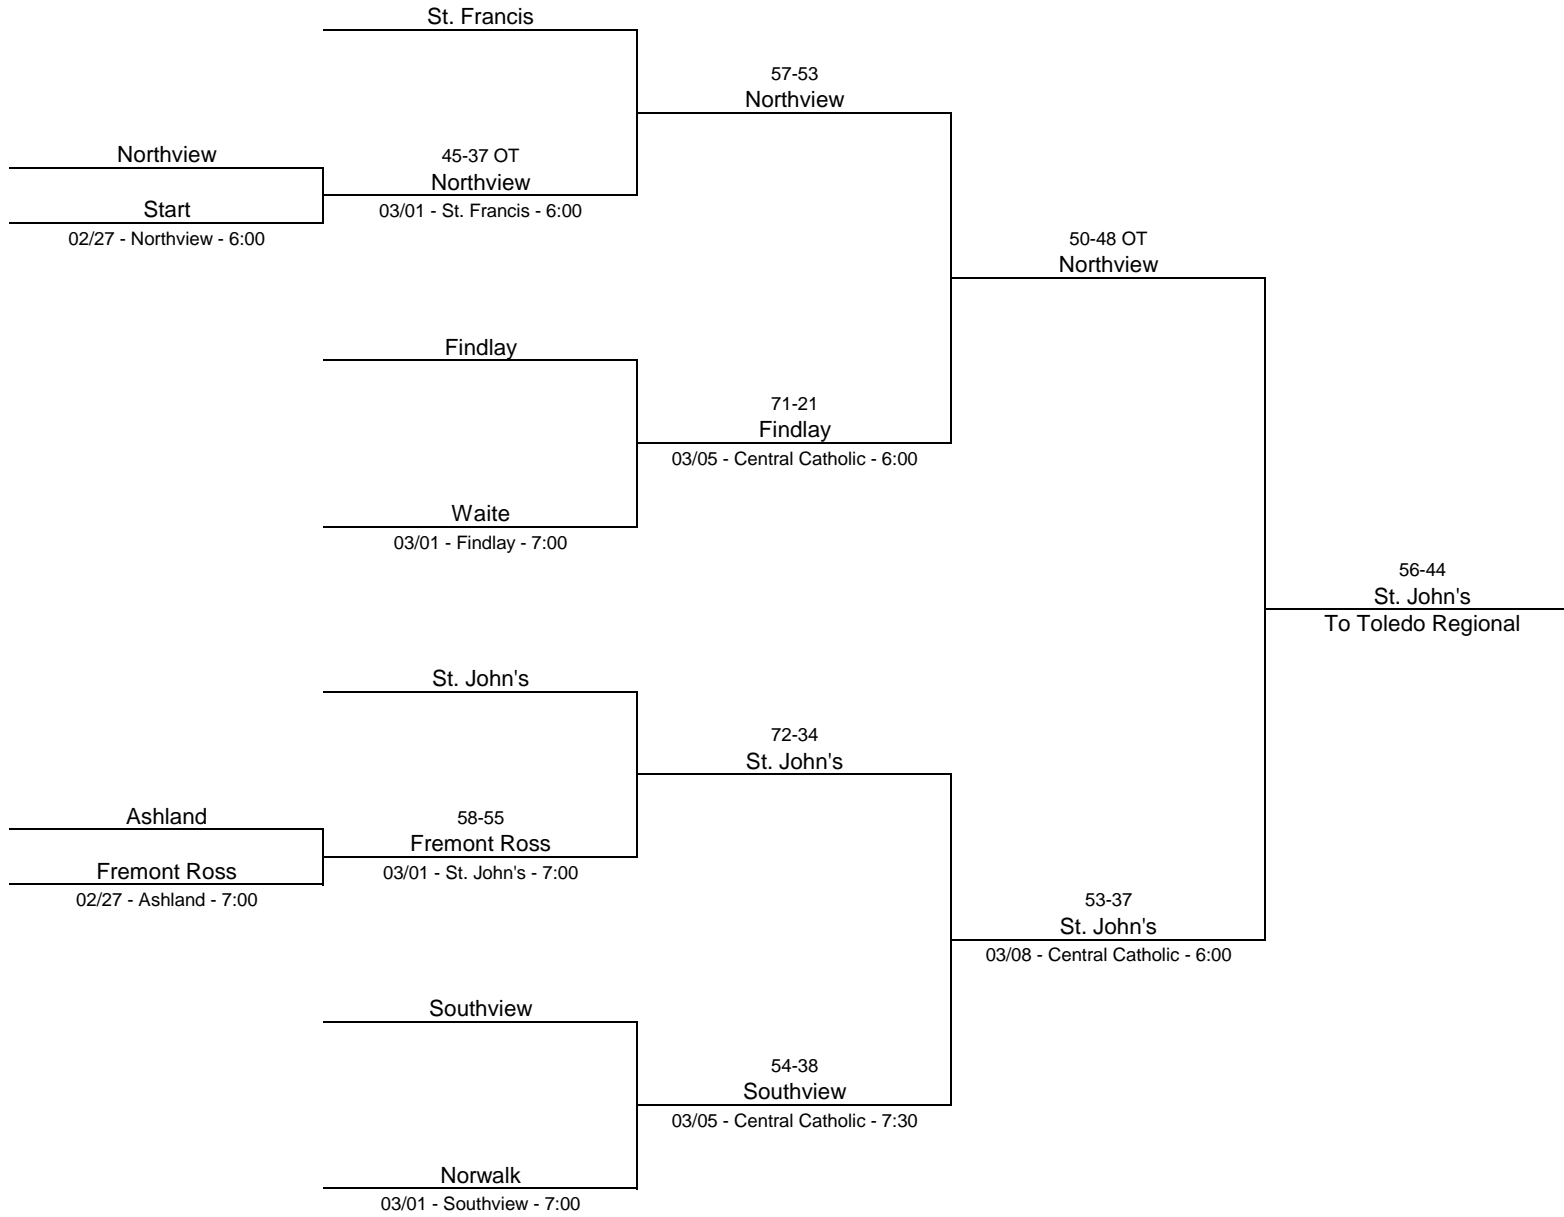 St. Francis
57-53
Northview
Northview
45-37 OT
Northview
Start
03/01 - St. Francis - 6:00
02/27 - Northview - 6:00
50-48 OT
Northview
Findlay
71-21
Findlay
03/05 - Central Catholic - 6:00
Waite
03/01 - Findlay - 7:00
56-44
St. John's
To Toledo Regional
St. John's
72-34
St. John's
Ashland
58-55
Fremont Ross
Fremont Ross
03/01 - St. John's - 7:00
02/27 - Ashland - 7:00
53-37
St. John's
03/08 - Central Catholic - 6:00
Southview
54-38
Southview
03/05 - Central Catholic - 7:30
Norwalk
03/01 - Southview - 7:00